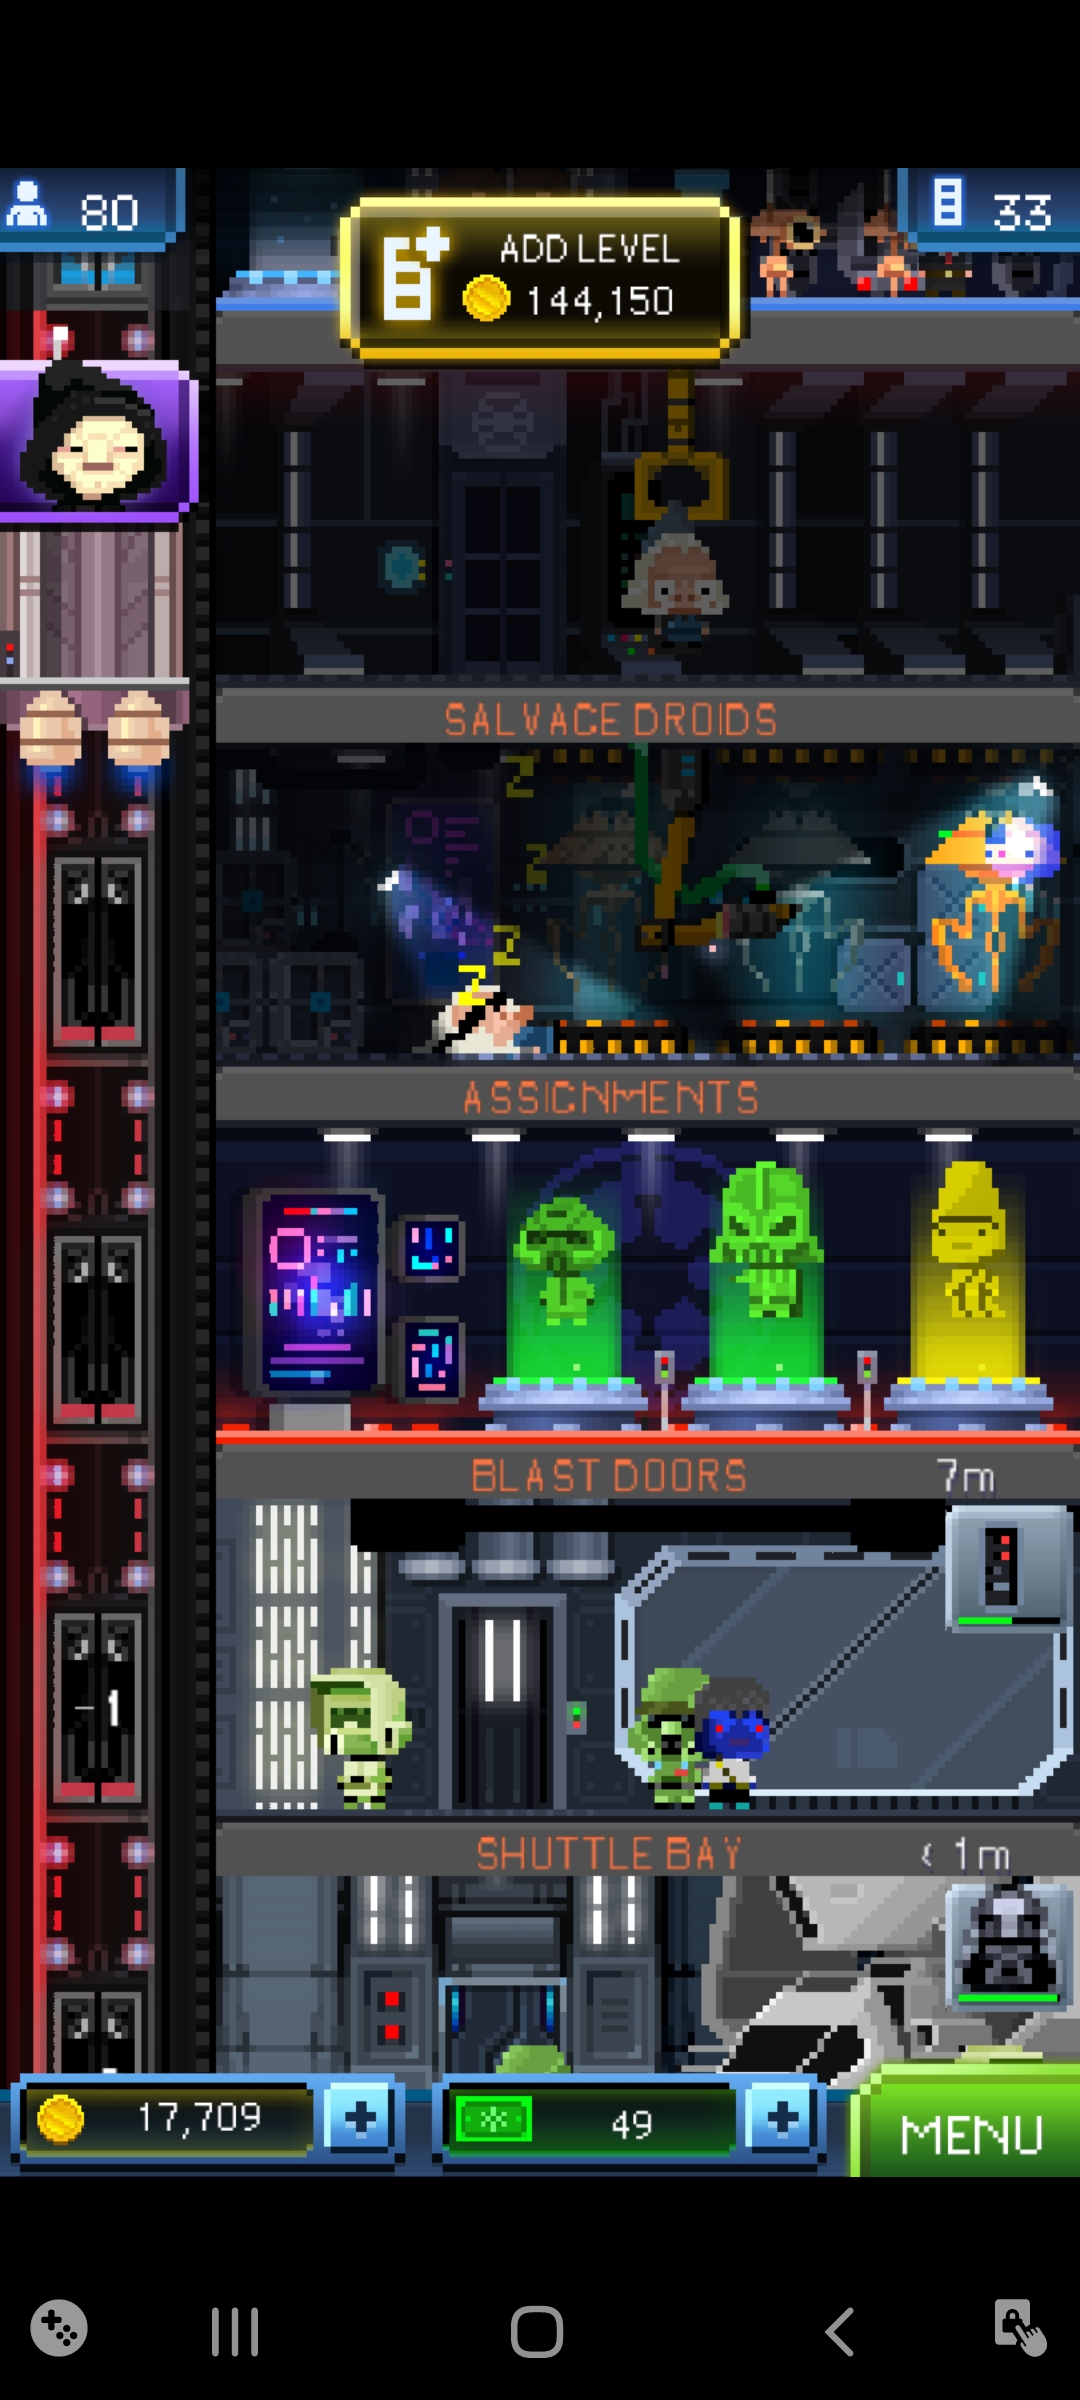 80
33
ADD LEVEL
144,150
SALVAGE DROIDS
Z
Z
Z
Z
ASSIGNMENTS
BLAST DOORS 7m
-1
SHUTTLE BAY < 1m
17,709
49
MENU